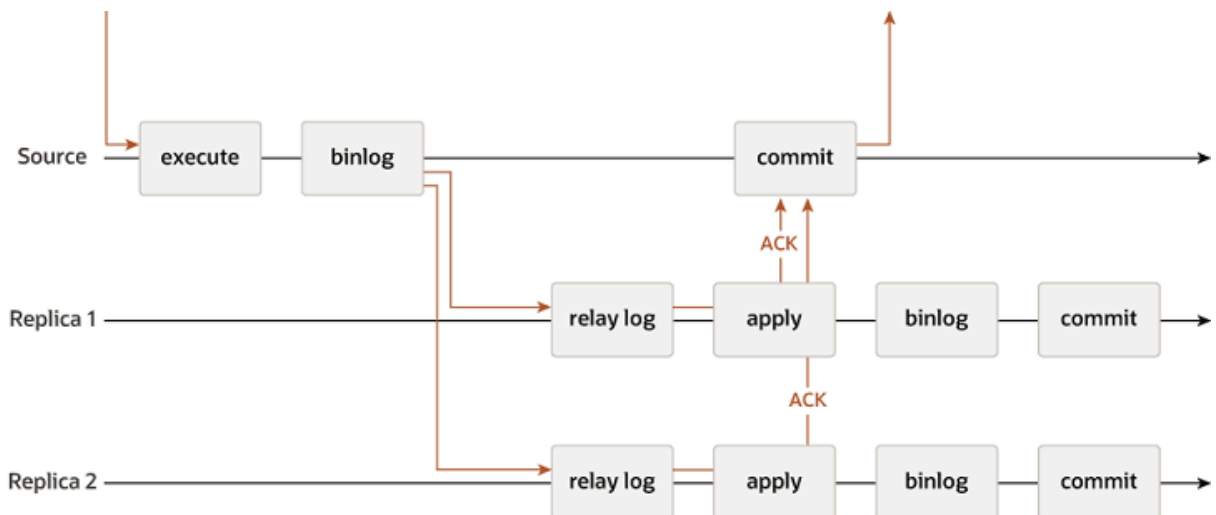 Source execute binlog commit
ACK
Replica 1 relay log apply binlog commit
ACK
Replica 2 relay log apply binlog commit